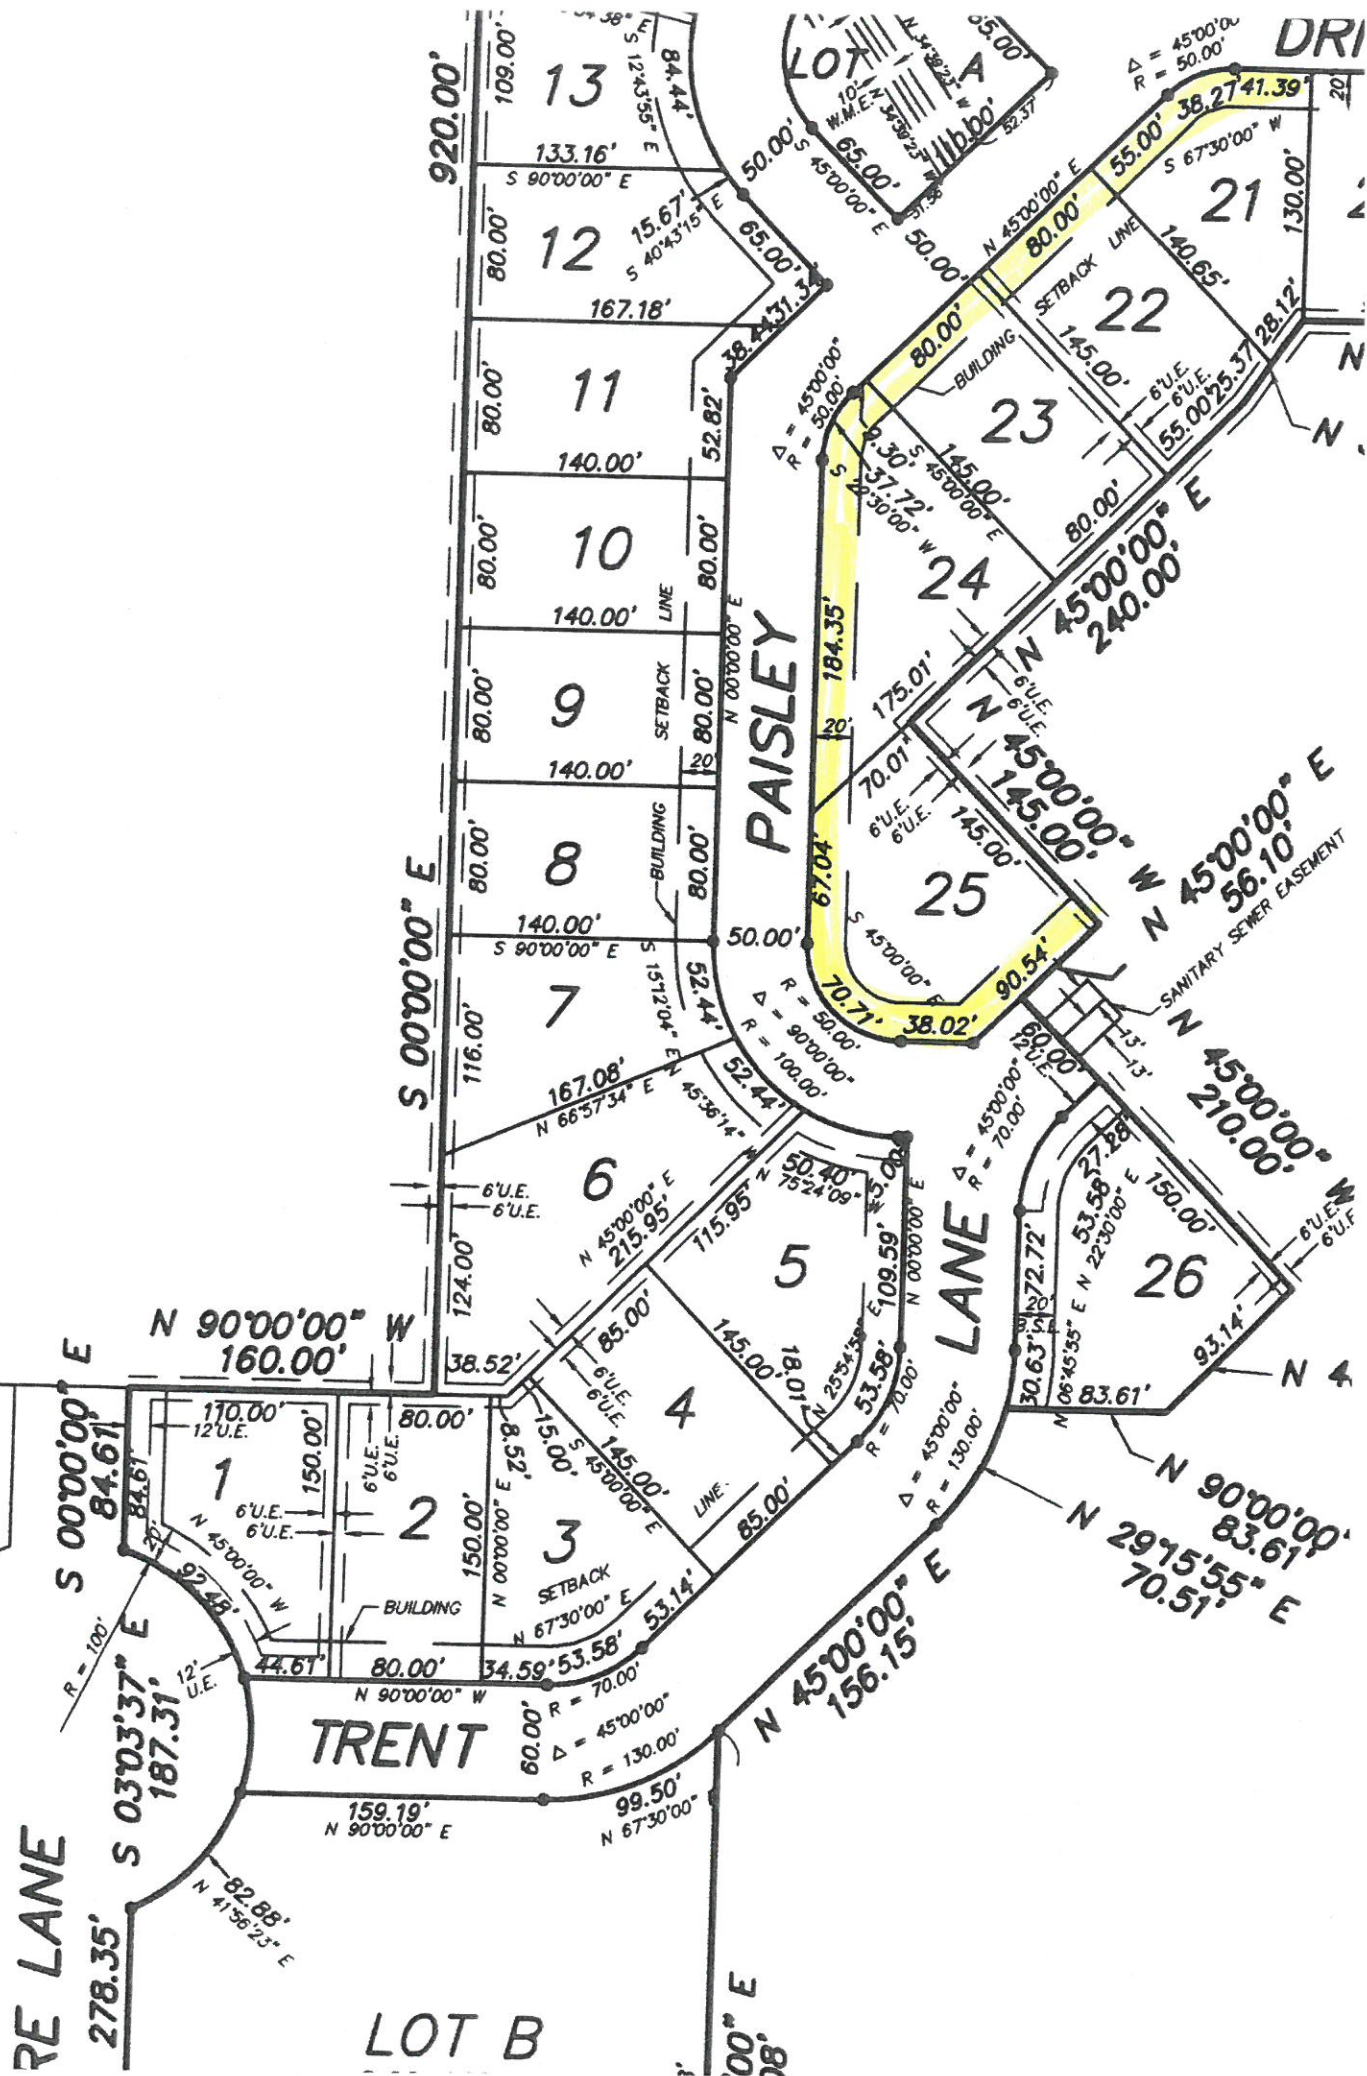 DRI
LOT A
10'
W.M.E.
N 34°39'23" W
N 34°39'23" W
65.00'
S 45°00'00" E
110.00'
52.37'
50.00'
50.00'
Δ = 45°00'00"
R = 50.00'
38.27'
41.39'
20'
S 67°30'00" W
55.00'
N 45°00'00" E
80.00'
80.00'
920.00'
109.00'
13
84.44'
S 12°43'55" E
133.16'
S 90°00'00" E
15.67'
S 40°43'15" E
12
80.00'
65.00'
31.34'
38.44'
167.18'
11
80.00'
52.82'
140.00'
10
80.00'
80.00'
140.00'
SETBACK LINE
N 00°00'00" E
9
80.00'
80.00'
20'
140.00'
8
80.00'
BUILDING
80.00'
140.00'
S 90°00'00" E
S 00°00'00" E
7
116.00'
52.44'
S 15°12'04" E
167.08'
N 66°57'34" E
52.44'
N 45°36'14" W
6
6'U.E.
6'U.E.
124.00'
N 45°00'00" E
215.95'
38.52'
21
130.00'
140.65'
28.12'
25.37'
55.00'
22
SETBACK LINE
145.00'
6'U.E.
6'U.E.
BUILDING
23
145.00'
S 45°00'00" E
80.00'
N
N
Δ = 45°00'00"
R = 50.00'
9.30'
37.72'
24
184.35'
175.01'
N 45°00'00" E
240.00'
6'U.E.
6'U.E.
PAISLEY
20'
70.01'
6'U.E.
6'U.E.
145.00'
N 45°00'00" W
145.00'
25
67.04'
S 45°00'00" E
50.00'
70.71'
38.02'
90.54'
N 45°00'00" E
56.10'
SANITARY SEWER EASEMENT
13'
13'
R = 50.00'
Δ = 90°00'00"
R = 100.00'
60.00'
12'U.E.
N 45°00'00" W
210.00'
Δ = 45°00'00"
R = 70.00'
27.28'
53.58'
N 22°30'00" E
150.00'
6'U.E.
6'U.E.
26
72.72'
20'
B.S.L.
30.63'
N 06°45'55" E
83.61'
93.14'
N 4
N 90°00'00"
83.61'
N 29°15'55" E
70.51'
LANE
50.40'
75°24'09"
115.95'
5
109.59'
N 00°00'00" E
145.00'
18.01'
N 25°54'58" E
53.58'
R = 70.00'
Δ = 45°00'00"
R = 130.00'
85.00'
6'U.E.
6'U.E.
4
LINE
85.00'
145.00'
S 45°00'00" E
15.00'
8.52'
3
SETBACK
N 67°30'00" E
53.14'
N 00°00'00" E
150.00'
34.59'
53.58'
R = 70.00'
Δ = 45°00'00"
R = 130.00'
60.00'
N 45°00'00" E
156.15'
N 90°00'00" W
160.00'
S 00°00'00" E
84.61'
110.00'
12'U.E.
84.61'
1
150.00'
6'U.E.
6'U.E.
6'U.E.
6'U.E.
80.00'
2
BUILDING
20'
N 45°00'00" W
92.48'
R = 100'
12'
U.E.
44.61'
80.00'
N 90°00'00" W
TRENT
S 03°03'37" E
187.31'
159.19'
N 90°00'00" E
99.50'
N 67°30'00"
82.88'
N 41°56'23" E
RE LANE
278.35'
LOT B
00" E
08'